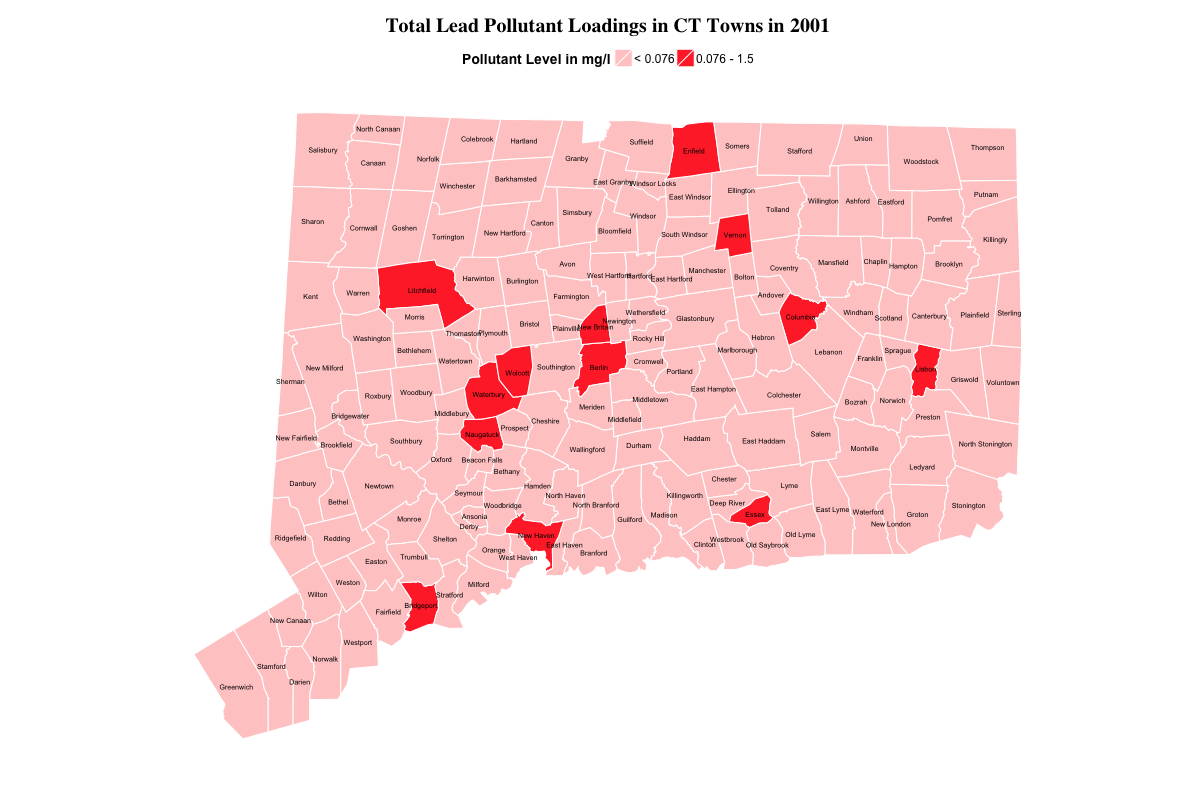 Total Lead Pollutant Loadings in CT Towns in 2001
Pollutant Level in mg/l < 0.076 0.076 - 1.5
North Canaan
Colebrook
Hartland
Salisbury
Canaan
Norfolk
Granby
Suffield
Enfield
Somers
Stafford
Union
Woodstock
Thompson
Winchester
Barkhamsted
East Granby
Windsor Locks
East Windsor
Ellington
Tolland
Willington
Ashford
Eastford
Putnam
Sharon
Cornwall
Goshen
Torrington
New Hartford
Canton
Simsbury
Bloomfield
Windsor
South Windsor
Vernon
Pomfret
Killingly
Kent
Warren
Litchfield
Harwinton
Burlington
Avon
West Hartford
Hartford
East Hartford
Manchester
Bolton
Coventry
Mansfield
Chaplin
Hampton
Brooklyn
Morris
Farmington
Andover
Columbia
Windham
Scotland
Canterbury
Plainfield
Sterling
Washington
Bethlehem
Thomaston
Plymouth
Bristol
Plainville
New Britain
Newington
Wethersfield
Rocky Hill
Glastonbury
Hebron
Marlborough
Lebanon
Franklin
Sprague
Lisbon
Griswold
Voluntown
New Milford
Sherman
Watertown
Wolcott
Southington
Berlin
Cromwell
Portland
East Hampton
Colchester
Bozrah
Norwich
Preston
Roxbury
Woodbury
Waterbury
Middlebury
Bridgewater
Meriden
Middletown
Middlefield
Cheshire
Prospect
Naugatuck
New Fairfield
Brookfield
Southbury
Oxford
Beacon Falls
Bethany
Wallingford
Durham
Haddam
East Haddam
Salem
Montville
Ledyard
North Stonington
Danbury
Bethel
Newtown
Seymour
Woodbridge
Hamden
North Haven
North Branford
Killingworth
Chester
Deep River
Essex
Lyme
East Lyme
Waterford
New London
Groton
Stonington
Ridgefield
Redding
Monroe
Ansonia
Derby
Shelton
Orange
New Haven
East Haven
West Haven
Branford
Guilford
Madison
Clinton
Westbrook
Old Saybrook
Old Lyme
Easton
Trumbull
Weston
Wilton
Milford
Stratford
Bridgeport
Fairfield
New Canaan
Westport
Norwalk
Stamford
Darien
Greenwich